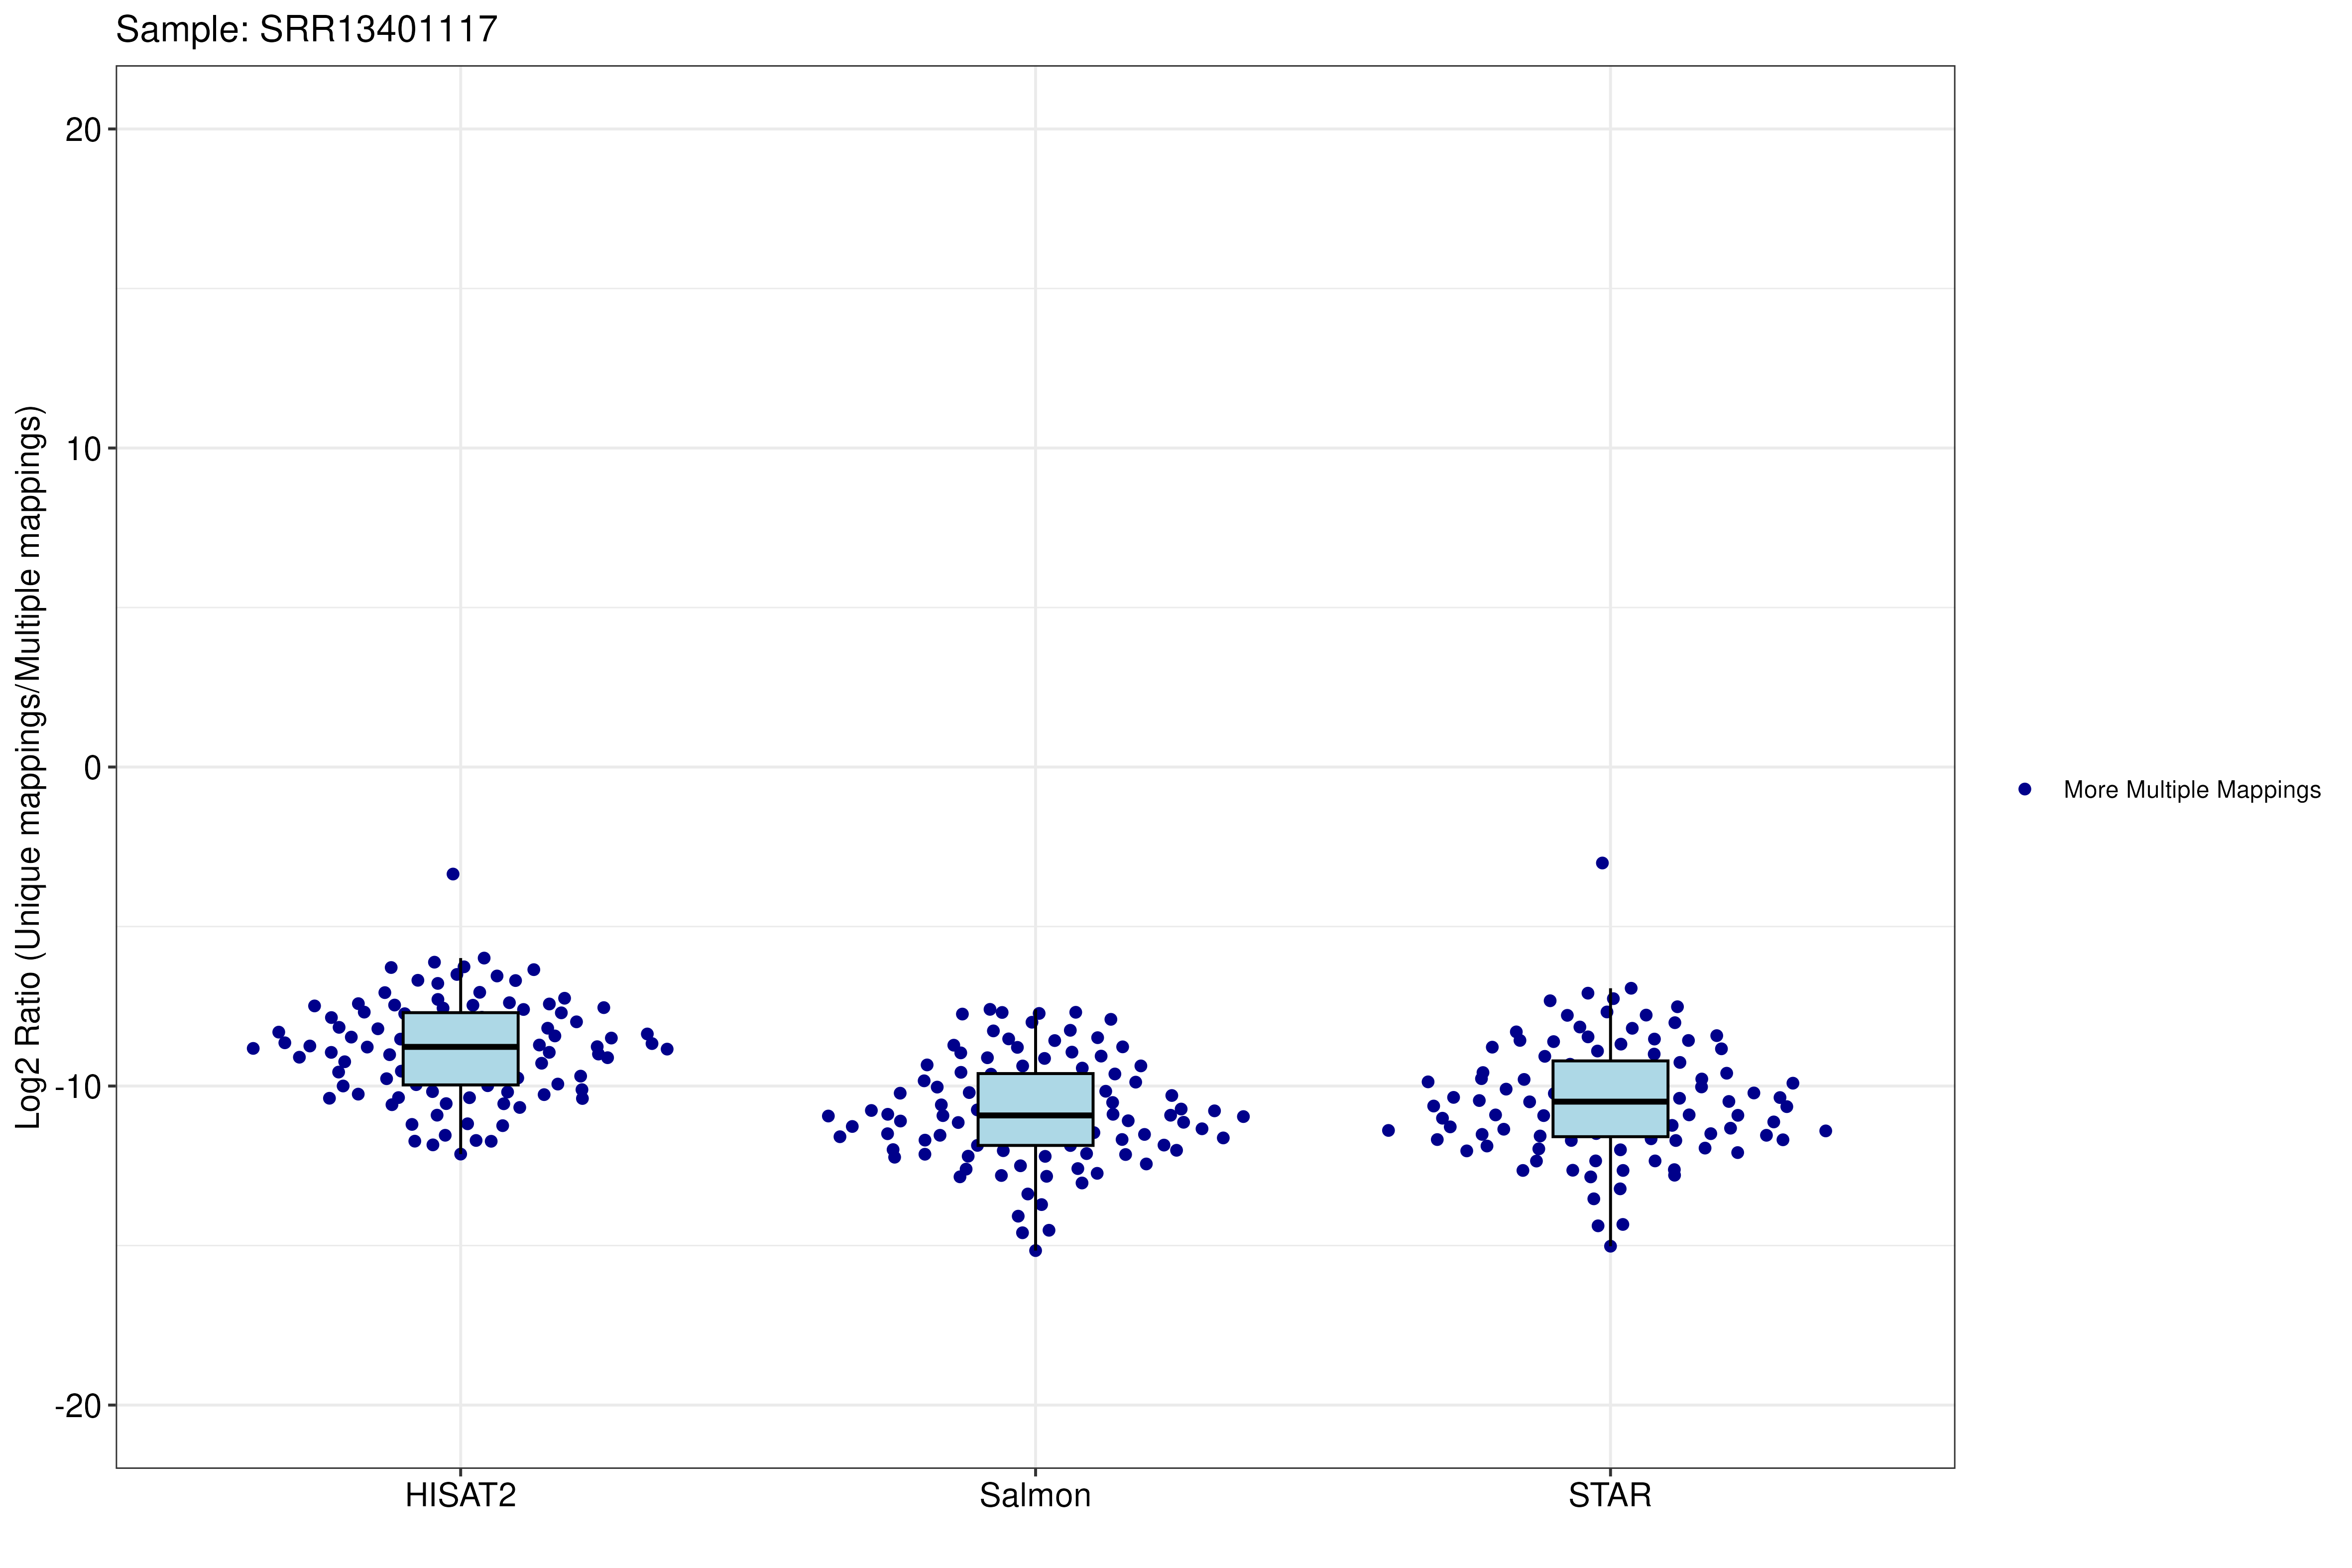 Sample: SRR13401117
Log2 Ratio (Unique mappings/Multiple mappings)
20
10
0
-10
-20
HISAT2
Salmon
STAR
More Multiple Mappings